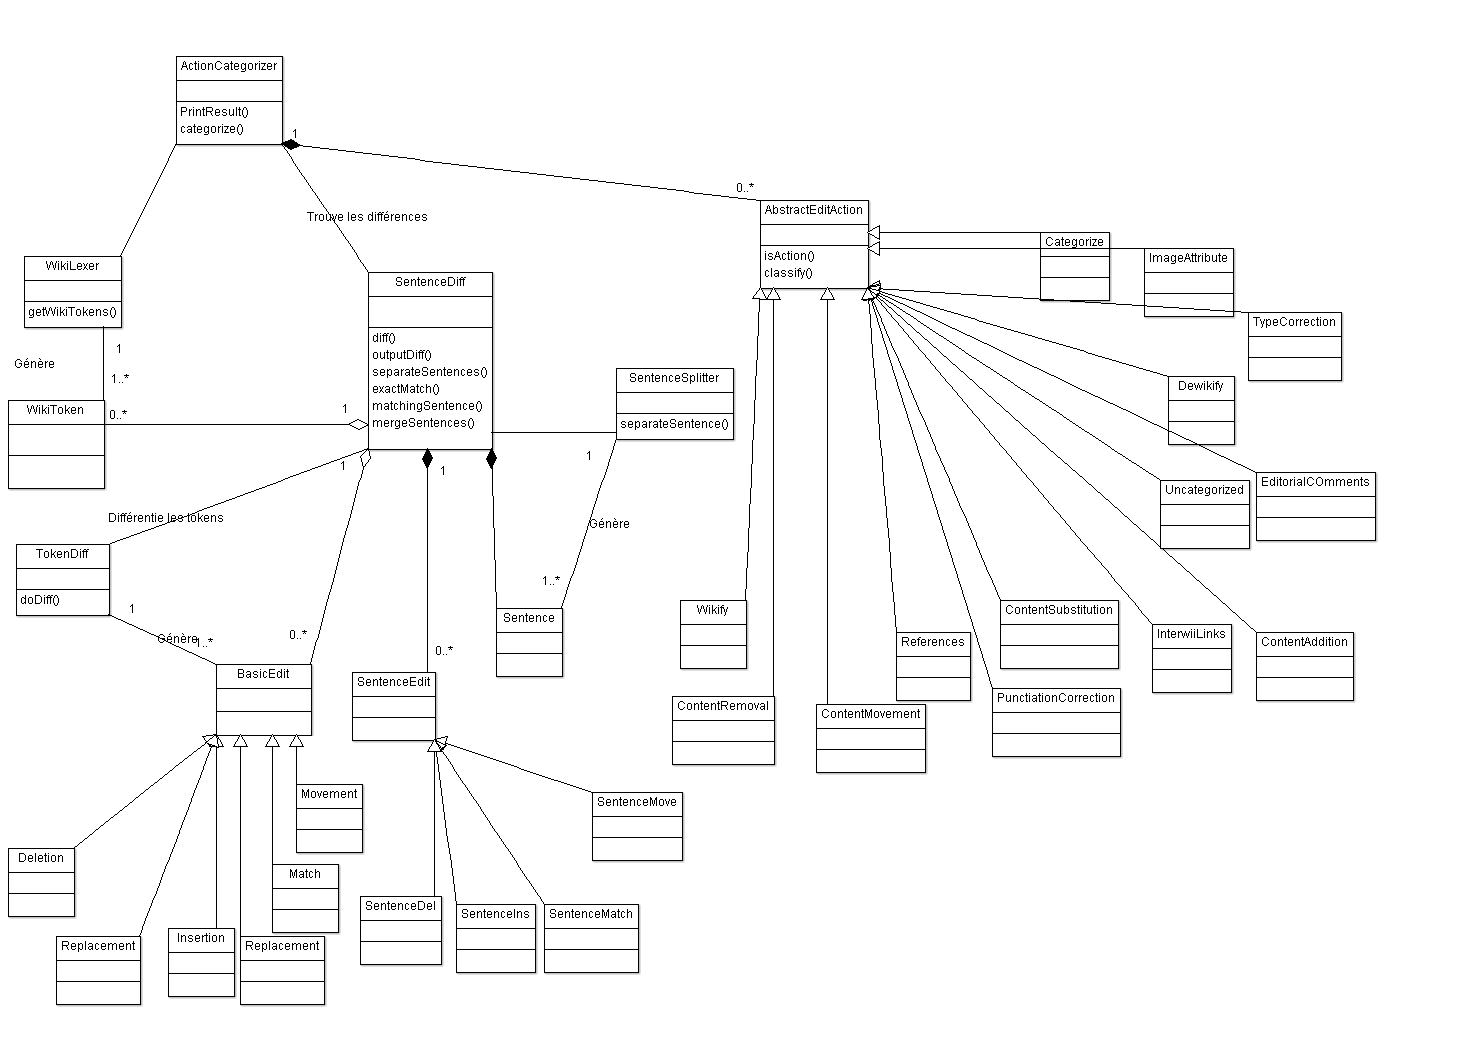 ActionCategorizer
PrintResult()
categorize()
1
0..*
AbstractEditAction
isAction()
classify()
Trouve les différences
Categorize
ImageAttribute
WikiLexer
getWikiTokens()
SentenceDiff
diff()
outputDiff()
separateSentences()
exactMatch()
matchingSentence()
mergeSentences()
TypeCorrection
1
Génère
1..*
SentenceSplitter
separateSentence()
Dewikify
WikiToken
0..*
1
1
1
1
EditorialCOmments
Uncategorized
Différentie les tokens
Génère
TokenDiff
doDiff()
1..*
1
Génère
1..*
0..*
Sentence
Wikify
ContentSubstitution
References
InterwiiLinks
ContentAddition
0..*
BasicEdit
SentenceEdit
ContentRemoval
ContentMovement
PunctiationCorrection
Movement
SentenceMove
Deletion
Match
SentenceDel
SentenceIns
SentenceMatch
Replacement
Insertion
Replacement